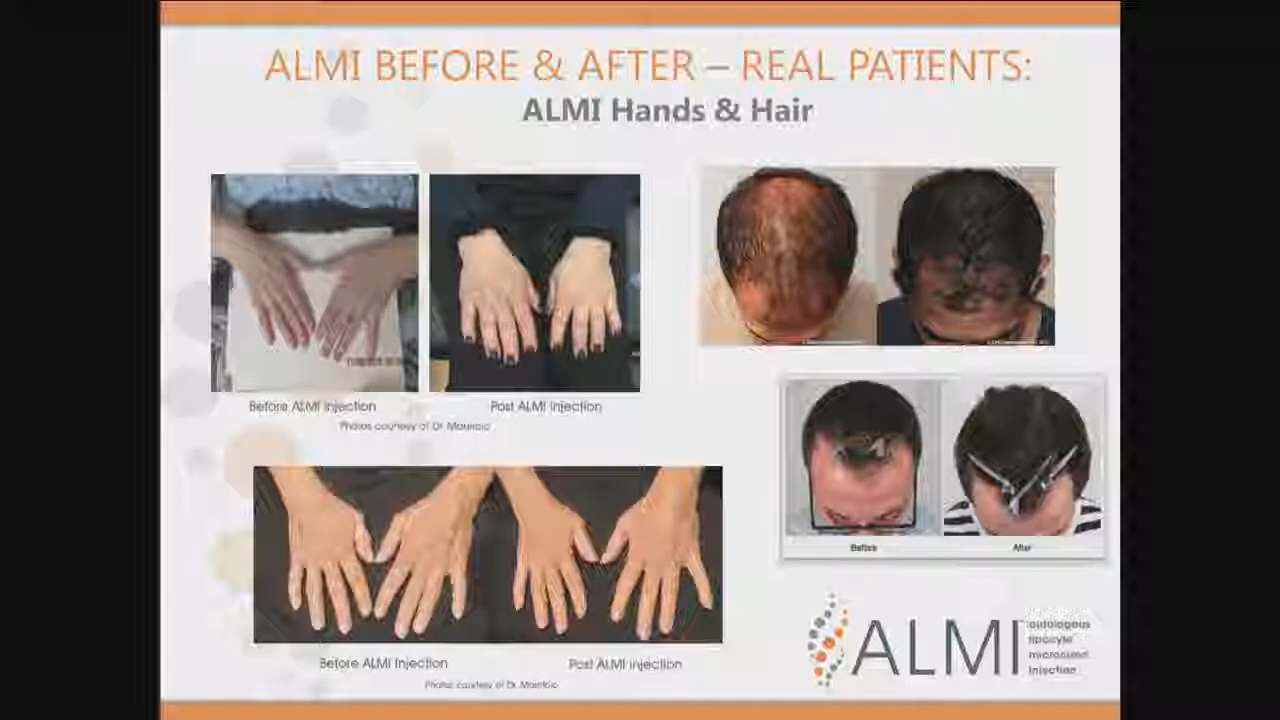 ALMI BEFORE & AFTER – REAL PATIENTS:
ALMI Hands & Hair
Before ALMI Injection
Post ALMI Injection
Photos courtesy of Dr. Mauricio
Before ALMI Injection
Post ALMI injection
Photos courtesy of Dr. Mauricio
Before
After
ALMI
autologous
lipocyte
micronized
injection